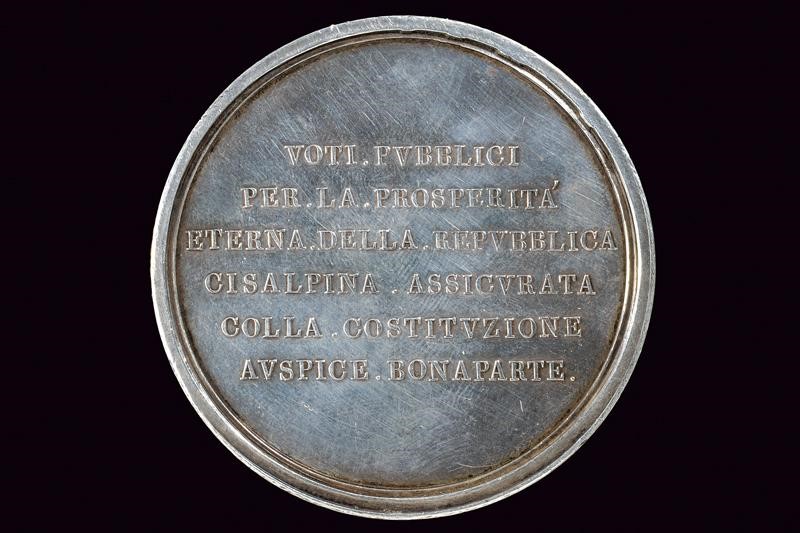 VOTI.PVBBLICI
PER.LA.PROSPERITÁ
ETERNA.DELLA.REPVBBLICA
CISALPINA.ASSICVRATA
COLLA.COSTITVZIONE
AVSPICE.BONAPARTE.